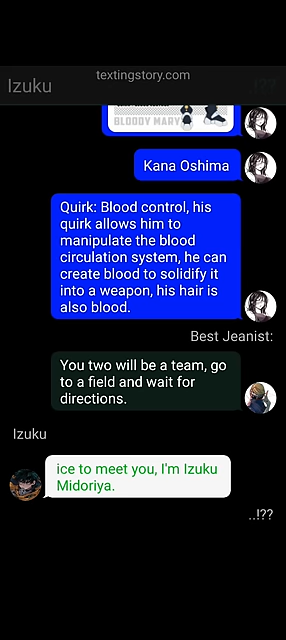 textingstory.com
Izuku
..!??
BLOODY MARY
Kana Oshima
Quirk: Blood control, his
quirk allows him to
manipulate the blood
circulation system, he can
create blood to solidify it
into a weapon, his hair is
also blood.
Best Jeanist:
You two will be a team, go
to a field and wait for
directions.
Izuku
ice to meet you, I'm Izuku
Midoriya.
..!??